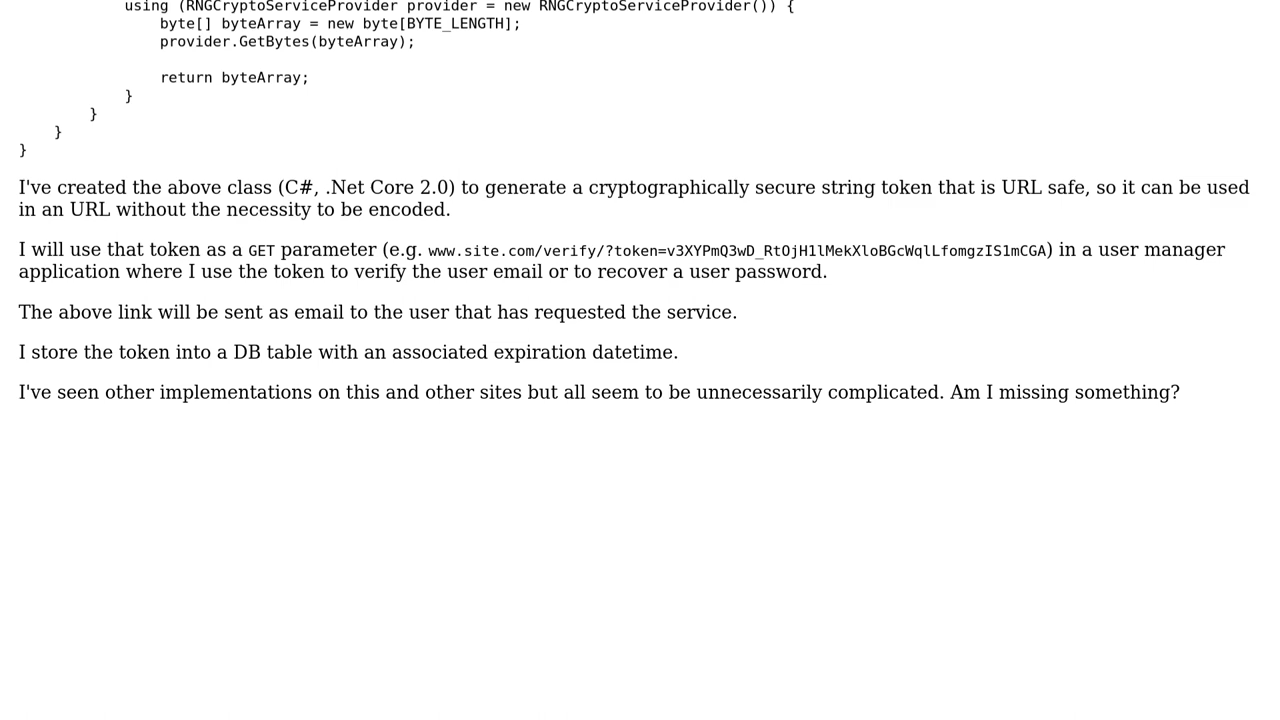 using (RNGCryptoServiceProvider provider = new RNGCryptoServiceProvider()) {
byte[] byteArray = new byte[BYTE_LENGTH];
provider.GetBytes(byteArray);
return byteArray;
}
}
}
}
I've created the above class (C#, .Net Core 2.0) to generate a cryptographically secure string token that is URL safe, so it can be used
in an URL without the necessity to be encoded.
I will use that token as a GET parameter (e.g. www.site.com/verify/?token=v3XYPmQ3wD_RtOjH1lMekXloBGcWqlLfomgzIS1mCGA) in a user manager
application where I use the token to verify the user email or to recover a user password.
The above link will be sent as email to the user that has requested the service.
I store the token into a DB table with an associated expiration datetime.
I've seen other implementations on this and other sites but all seem to be unnecessarily complicated. Am I missing something?